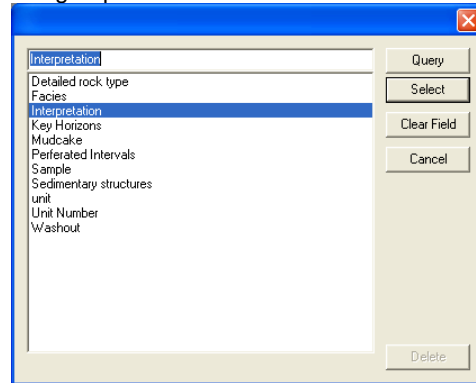 Interpretation
Detailed rock type
Facies
Interpretation
Key Horizons
Mudcake
Perferated Intervals
Sample
Sedimentary structures
unit
Unit Number
Washout
Query
Select
Clear Field
Cancel
Delete